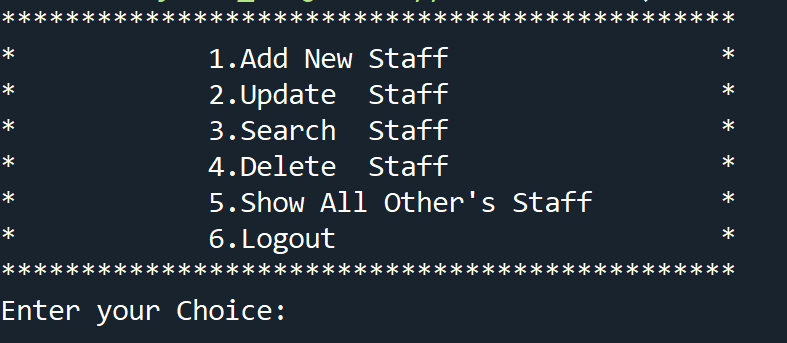 **********************************************
*            1.Add New Staff                 *
*            2.Update  Staff                 *
*            3.Search  Staff                 *
*            4.Delete  Staff                 *
*            5.Show All Other's Staff        *
*            6.Logout                        *
**********************************************
Enter your Choice: